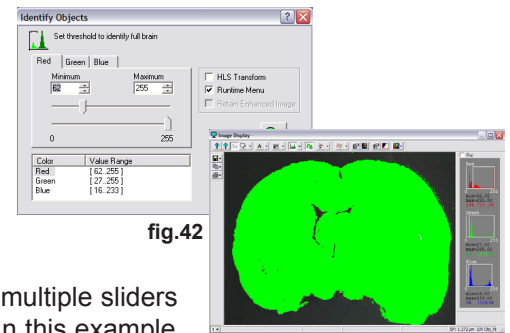 Identify Objects
Set threshold to identify full brain
Red Green Blue
Minimum Maximum
62 255
0 255
HLS Transform
Runtime Menu
Retain Enhanced Image
Color Value Range
Red [ 62..255 ]
Green [ 27..255 ]
Blue [ 16..233 ]
Image Display -
fig.42
multiple sliders
n this example